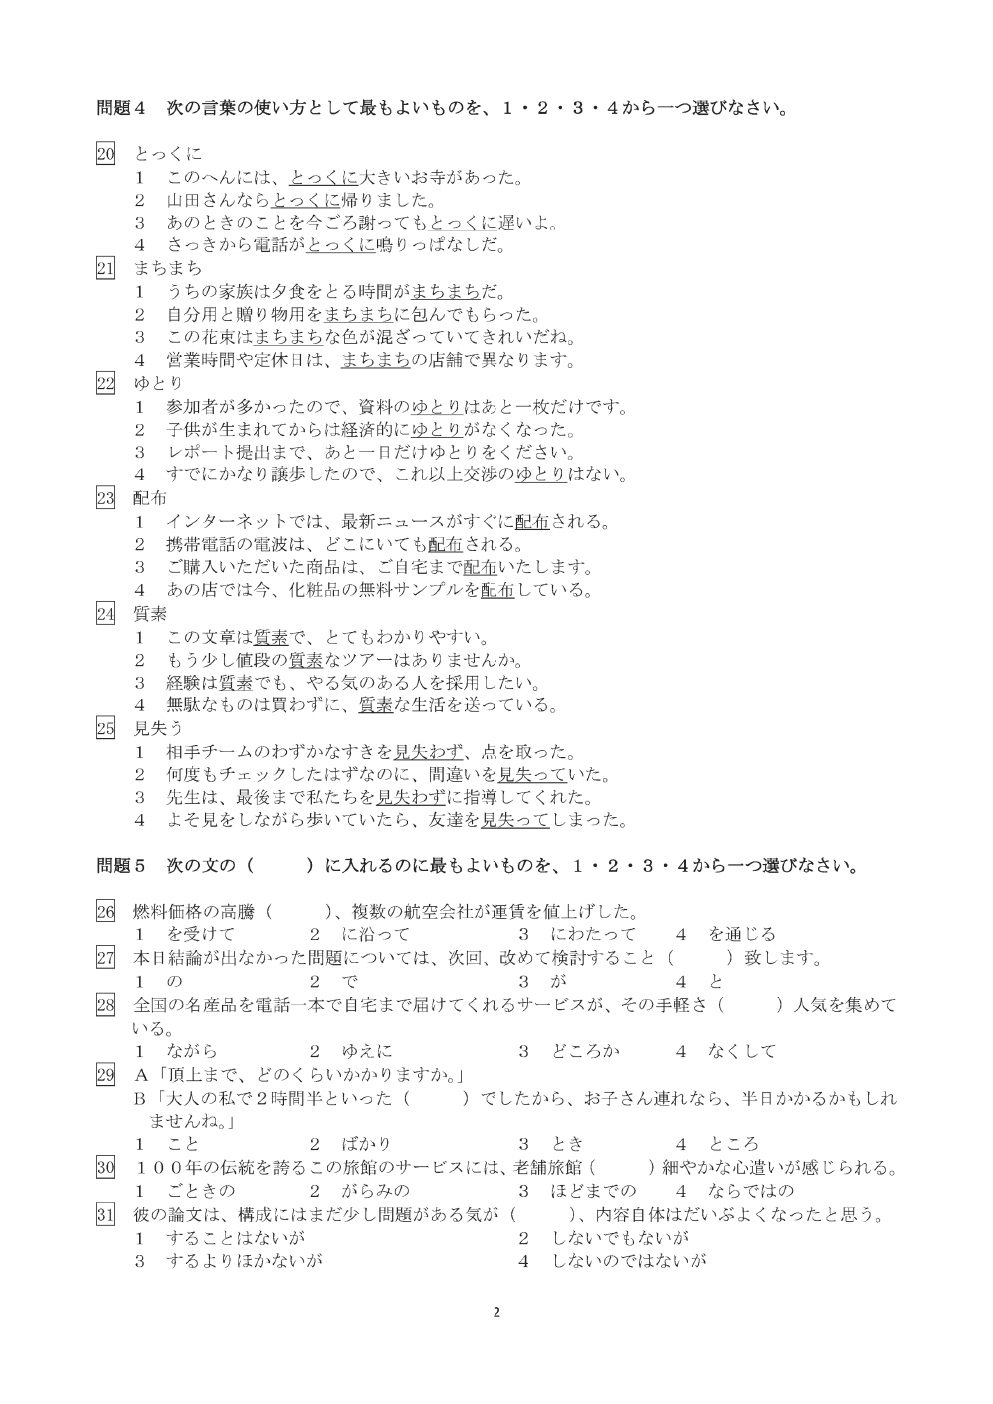 問題４　次の言葉の使い方として最もよいものを、１・２・３・４から一つ選びなさい。
20　とっくに
１　このへんには、とっくに大きいお寺があった。
２　山田さんならとっくに帰りました。
３　あのときのことを今ごろ謝ってもとっくに遅いよ。
４　さっきから電話がとっくに鳴りっぱなしだ。
21　まちまち
１　うちの家族は夕食をとる時間がまちまちだ。
２　自分用と贈り物用をまちまちに包んでもらった。
３　この花束はまちまちな色が混ざっていてきれいだね。
４　営業時間や定休日は、まちまちの店舗で異なります。
22　ゆとり
１　参加者が多かったので、資料のゆとりはあと一枚だけです。
２　子供が生まれてからは経済的にゆとりがなくなった。
３　レポート提出まで、あと一日だけゆとりをください。
４　すでにかなり譲歩したので、これ以上交渉のゆとりはない。
23　配布
１　インターネットでは、最新ニュースがすぐに配布される。
２　携帯電話の電波は、どこにいても配布される。
３　ご購入いただいた商品は、ご自宅まで配布いたします。
４　あの店では今、化粧品の無料サンプルを配布している。
24　質素
１　この文章は質素で、とてもわかりやすい。
２　もう少し値段の質素なツアーはありませんか。
３　経験は質素でも、やる気のある人を採用したい。
４　無駄なものは買わずに、質素な生活を送っている。
25　見失う
１　相手チームのわずかなすきを見失わず、点を取った。
２　何度もチェックしたはずなのに、間違いを見失っていた。
３　先生は、最後まで私たちを見失わずに指導してくれた。
４　よそ見をしながら歩いていたら、友達を見失ってしまった。
問題５　次の文の（　　　）に入れるのに最もよいものを、１・２・３・４から一つ選びなさい。
26　燃料価格の高騰（　　　）、複数の航空会社が運賃を値上げした。
１　を受けて　２　に沿って　３　にわたって　４　を通じる
27　本日結論が出なかった問題については、次回、改めて検討すること（　　　）致します。
１　の　２　で　３　が　４　と
28　全国の名産品を電話一本で自宅まで届けてくれるサービスが、その手軽さ（　　　）人気を集めて
いる。
１　ながら　２　ゆえに　３　どころか　４　なくして
29　Ａ「頂上まで、どのくらいかかりますか。」
Ｂ「大人の私で２時間半といった（　　　）でしたから、お子さん連れなら、半日かかるかもしれ
ませんね。」
１　こと　２　ばかり　３　とき　４　ところ
30　１００年の伝統を誇るこの旅館のサービスには、老舗旅館（　　　）細やかな心遣いが感じられる。
１　ごときの　２　がらみの　３　ほどまでの　４　ならではの
31　彼の論文は、構成にはまだ少し問題がある気が（　　　）、内容自体はだいぶよくなったと思う。
１　することはないが　２　しないでもないが
３　するよりほかないが　４　しないのではないが
2